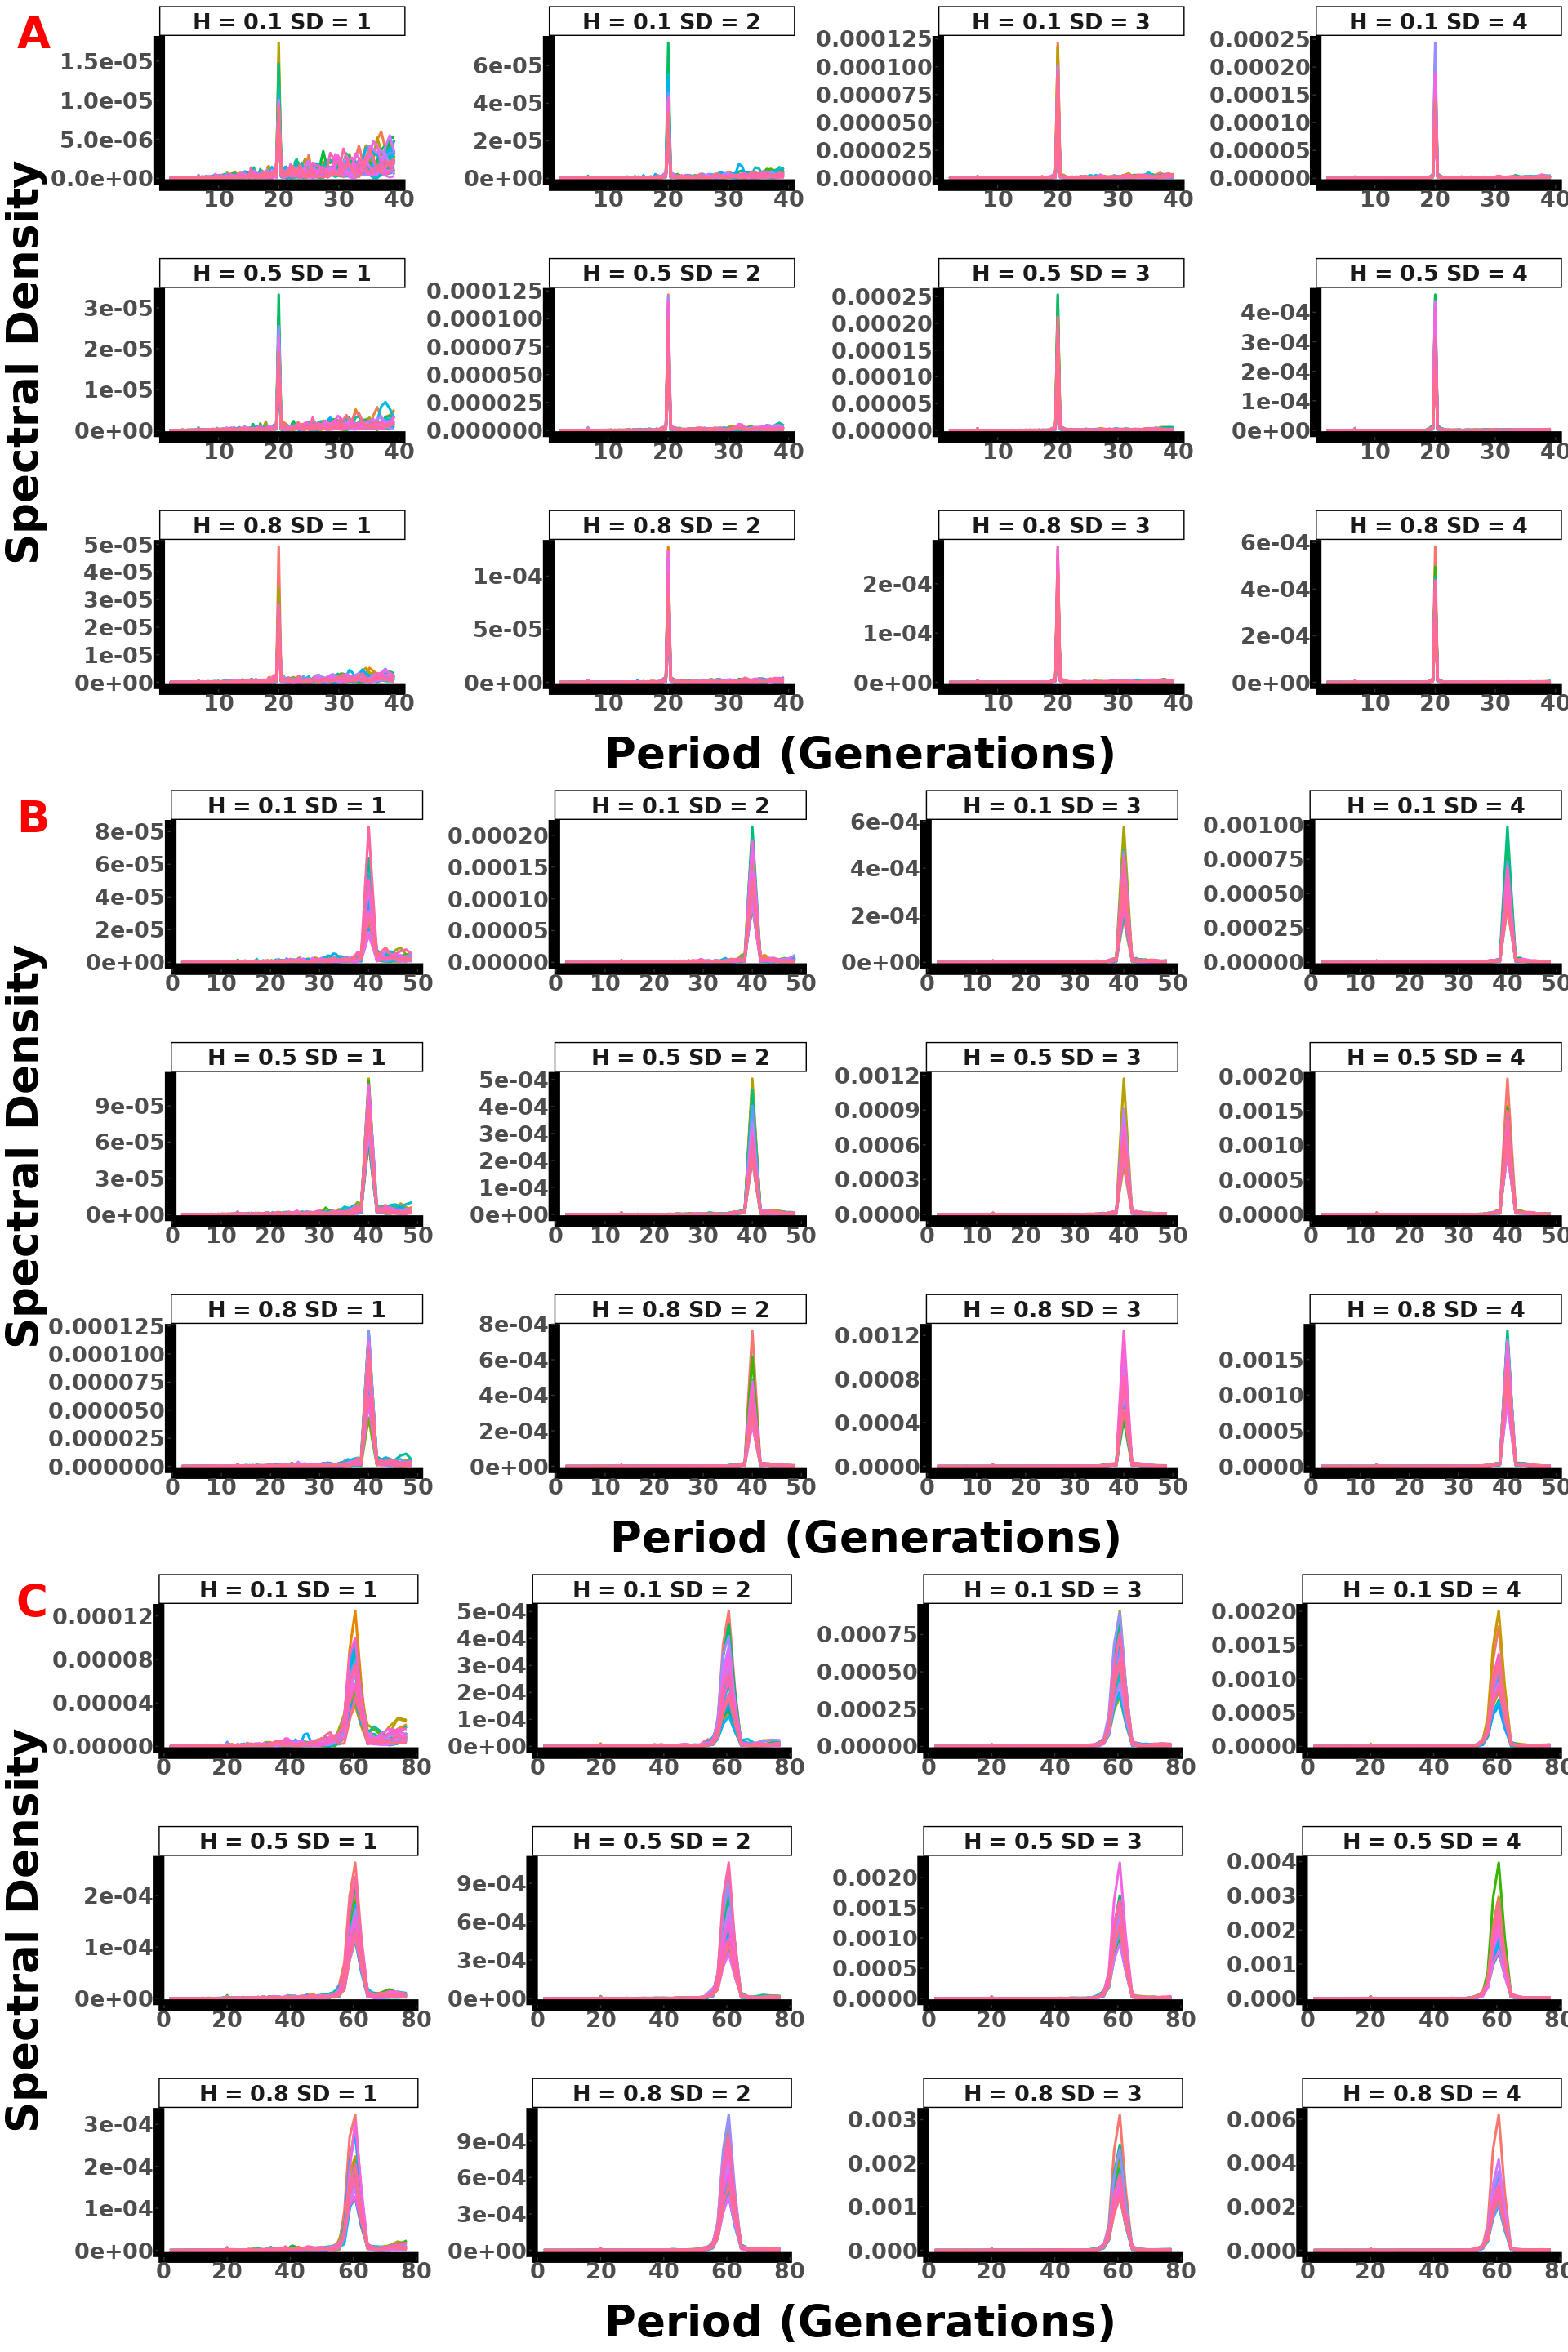 A
H = 0.1 SD = 1
H = 0.1 SD = 2
H = 0.1 SD = 3
H = 0.1 SD = 4
1.5e-05
1.0e-05
5.0e-06
0.0e+00
6e-05
4e-05
2e-05
0e+00
0.000125
0.000100
0.000075
0.000050
0.000025
0.000000
0.00025
0.00020
0.00015
0.00010
0.00005
0.00000
10 20 30 40
10 20 30 40
10 20 30 40
10 20 30 40
H = 0.5 SD = 1
H = 0.5 SD = 2
H = 0.5 SD = 3
H = 0.5 SD = 4
3e-05
2e-05
1e-05
0e+00
0.000125
0.000100
0.000075
0.000050
0.000025
0.000000
0.00025
0.00020
0.00015
0.00010
0.00005
0.00000
4e-04
3e-04
2e-04
1e-04
0e+00
10 20 30 40
10 20 30 40
10 20 30 40
10 20 30 40
H = 0.8 SD = 1
H = 0.8 SD = 2
H = 0.8 SD = 3
H = 0.8 SD = 4
5e-05
4e-05
3e-05
2e-05
1e-05
0e+00
1e-04
5e-05
0e+00
2e-04
1e-04
0e+00
6e-04
4e-04
2e-04
0e+00
10 20 30 40
10 20 30 40
10 20 30 40
10 20 30 40
Spectral Density
Period (Generations)
B
H = 0.1 SD = 1
H = 0.1 SD = 2
H = 0.1 SD = 3
H = 0.1 SD = 4
8e-05
6e-05
4e-05
2e-05
0e+00
0.00020
0.00015
0.00010
0.00005
0.00000
6e-04
4e-04
2e-04
0e+00
0.00100
0.00075
0.00050
0.00025
0.00000
0 10 20 30 40 50
0 10 20 30 40 50
0 10 20 30 40 50
0 10 20 30 40 50
H = 0.5 SD = 1
H = 0.5 SD = 2
H = 0.5 SD = 3
H = 0.5 SD = 4
9e-05
6e-05
3e-05
0e+00
5e-04
4e-04
3e-04
2e-04
1e-04
0e+00
0.0012
0.0009
0.0006
0.0003
0.0000
0.0020
0.0015
0.0010
0.0005
0.0000
0 10 20 30 40 50
0 10 20 30 40 50
0 10 20 30 40 50
0 10 20 30 40 50
H = 0.8 SD = 1
H = 0.8 SD = 2
H = 0.8 SD = 3
H = 0.8 SD = 4
0.000125
0.000100
0.000075
0.000050
0.000025
0.000000
8e-04
6e-04
4e-04
2e-04
0e+00
0.0012
0.0008
0.0004
0.0000
0.0015
0.0010
0.0005
0.0000
0 10 20 30 40 50
0 10 20 30 40 50
0 10 20 30 40 50
0 10 20 30 40 50
Spectral Density
Period (Generations)
C
H = 0.1 SD = 1
H = 0.1 SD = 2
H = 0.1 SD = 3
H = 0.1 SD = 4
0.00012
0.00008
0.00004
0.00000
5e-04
4e-04
3e-04
2e-04
1e-04
0e+00
0.00075
0.00050
0.00025
0.00000
0.0020
0.0015
0.0010
0.0005
0.0000
0 20 40 60 80
0 20 40 60 80
0 20 40 60 80
0 20 40 60 80
H = 0.5 SD = 1
H = 0.5 SD = 2
H = 0.5 SD = 3
H = 0.5 SD = 4
2e-04
1e-04
0e+00
9e-04
6e-04
3e-04
0e+00
0.0020
0.0015
0.0010
0.0005
0.0000
0.004
0.003
0.002
0.001
0.000
0 20 40 60 80
0 20 40 60 80
0 20 40 60 80
0 20 40 60 80
H = 0.8 SD = 1
H = 0.8 SD = 2
H = 0.8 SD = 3
H = 0.8 SD = 4
3e-04
2e-04
1e-04
0e+00
9e-04
6e-04
3e-04
0e+00
0.003
0.002
0.001
0.000
0.006
0.004
0.002
0.000
0 20 40 60 80
0 20 40 60 80
0 20 40 60 80
0 20 40 60 80
Spectral Density
Period (Generations)